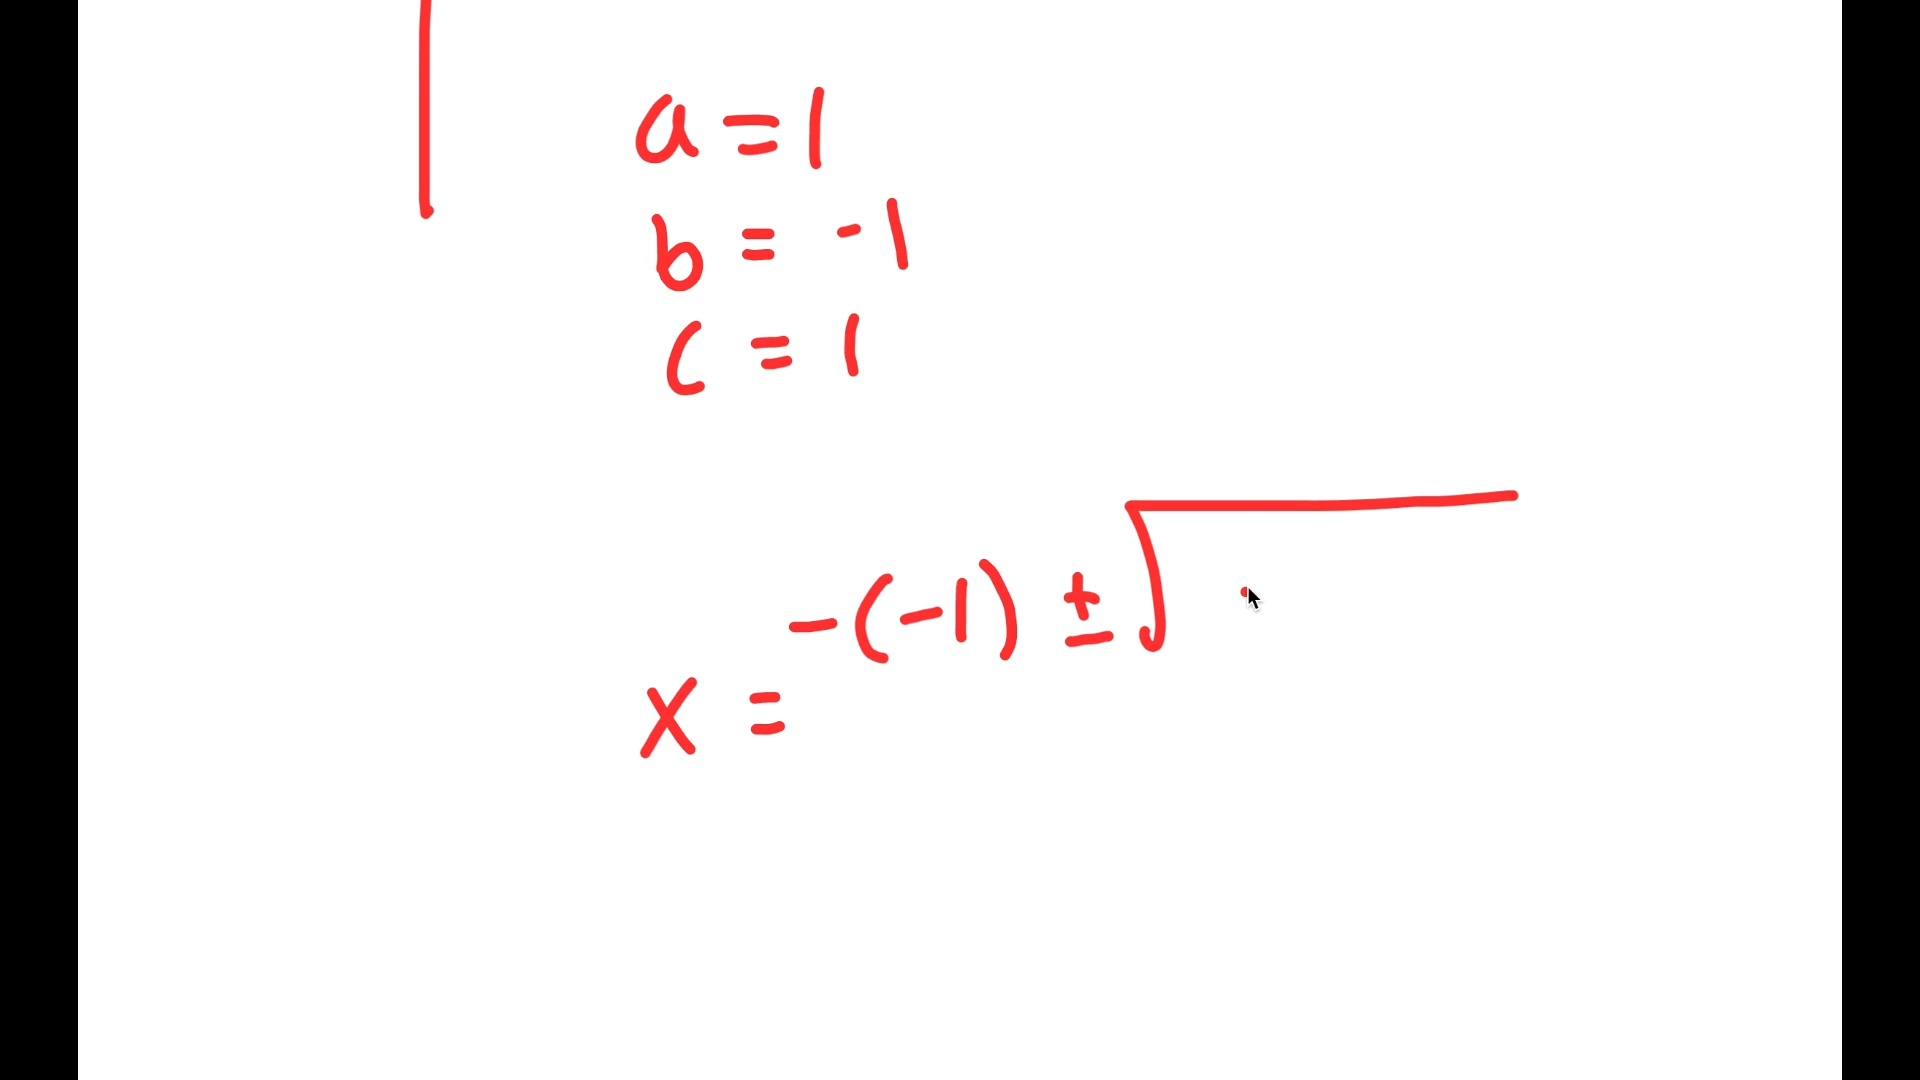 a = 1
b = -1
c = 1
x = -(-1) ± √